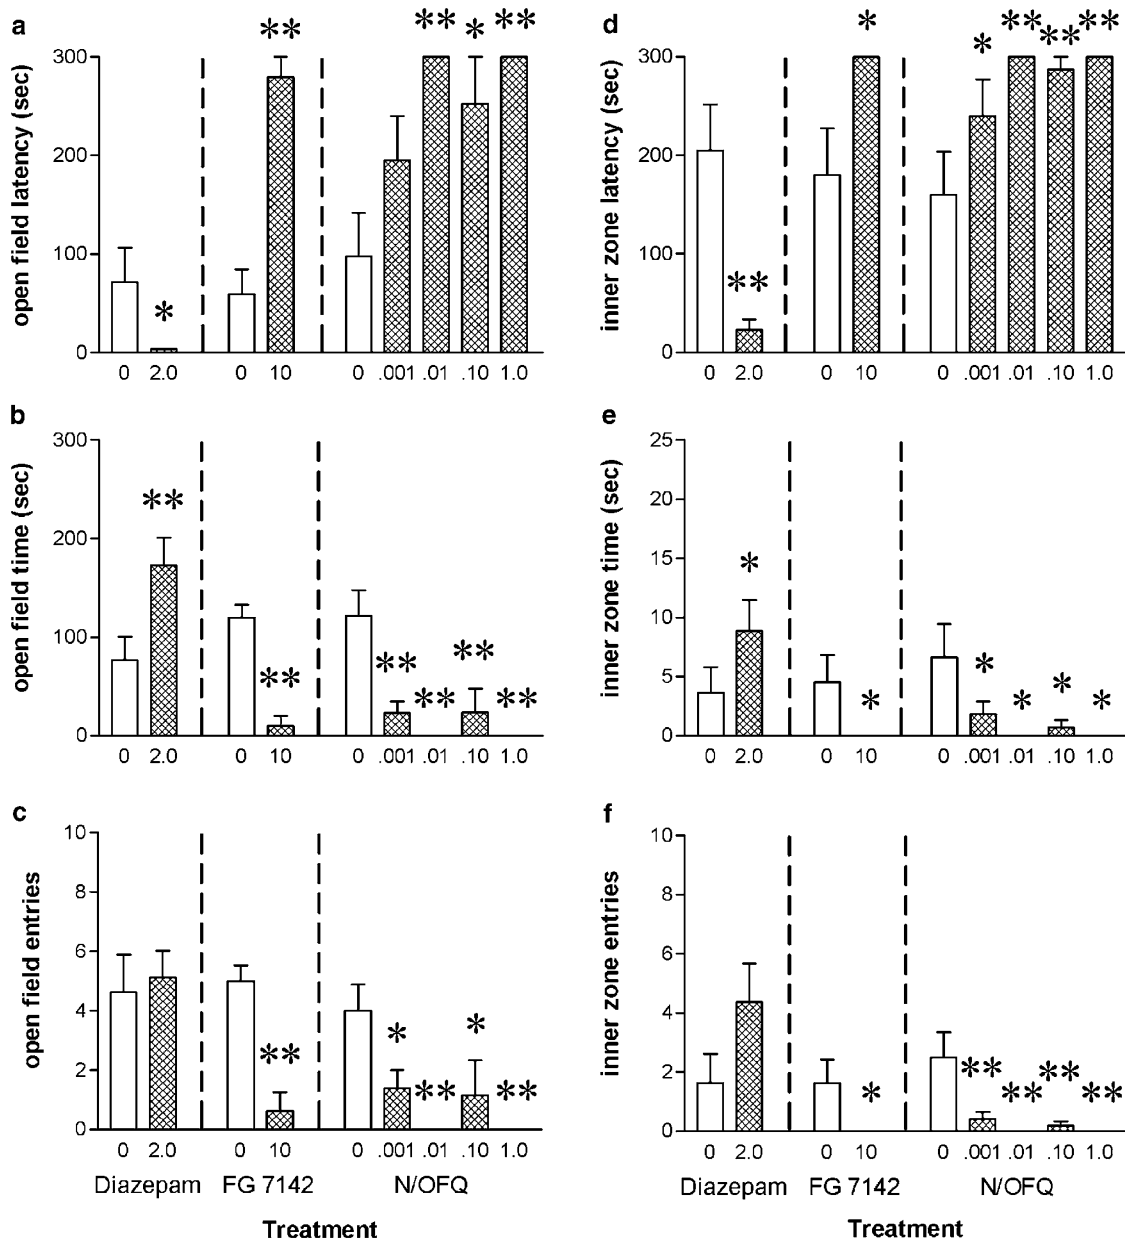 a
open field latency (sec)
** ** * **
300
200
100
0
*
0 2.0 0 10 0 .001 .01 .10 1.0
d
inner zone latency (sec)
* * ** ** **
300
200
100
0
**
0 2.0 0 10 0 .001 .01 .10 1.0
b
open field time (sec)
300
200
100
0
** ** ** ** ** **
0 2.0 0 10 0 .001 .01 .10 1.0
e
inner zone time (sec)
25
20
15
10
5
0
* * * * * *
0 2.0 0 10 0 .001 .01 .10 1.0
c
open field entries
10
8
6
4
2
0
** * ** * **
0 2.0 0 10 0 .001 .01 .10 1.0
Diazepam FG 7142 N/OFQ
Treatment
f
inner zone entries
10
8
6
4
2
0
* ** ** ** **
0 2.0 0 10 0 .001 .01 .10 1.0
Diazepam FG 7142 N/OFQ
Treatment